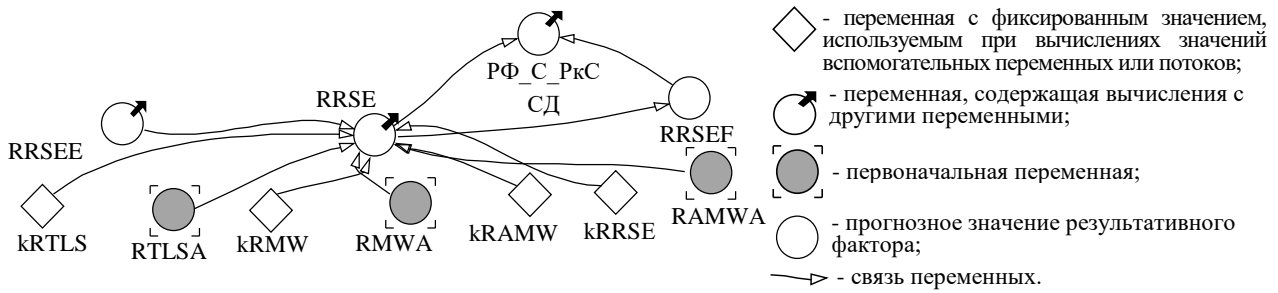 РФ_С_РкС
СД
RRSE
RRSEE
RRSEF
kRTLS
RTLSA
kRMW
RMWA
kRAMW
kRRSE
RAMWA
- переменная с фиксированным значением,
используемым при вычислениях значений
вспомогательных переменных или потоков;
- переменная, содержащая вычисления с
другими переменными;
- первоначальная переменная;
- прогнозное значение результативного
фактора;
- связь переменных.